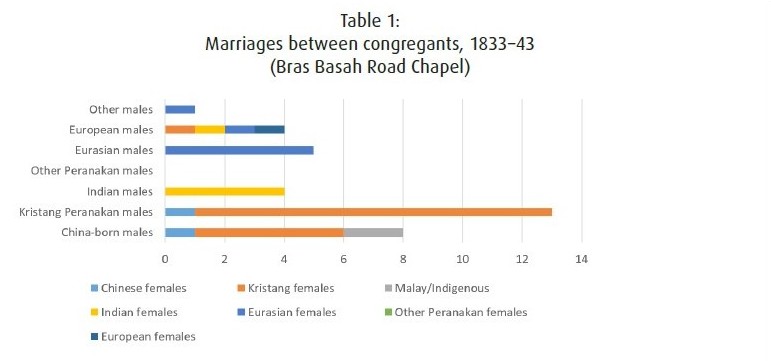 Table 1:
Marriages between congregants, 1833–43
(Bras Basah Road Chapel)
Other males
European males
Eurasian males
Other Peranakan males
Indian males
Kristang Peranakan males
China-born males
0 2 4 6 8 10 12 14
Chinese females Kristang females Malay/Indigenous
Indian females Eurasian females Other Peranakan females
European females